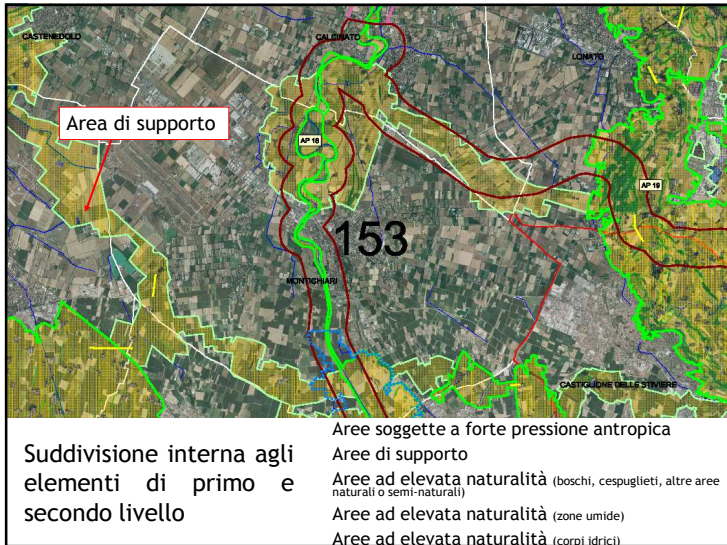 CASTENEDOLO
CALCINATO
LONATO
Area di supporto
AP 18
AP 19
153
MONTICHIARI
CASTIGLIONE DELLE STIVIERE
Suddivisione interna agli
elementi di primo e
secondo livello
Aree soggette a forte pressione antropica
Aree di supporto
Aree ad elevata naturalità (boschi, cespuglieti, altre aree
naturali o semi-naturali)
Aree ad elevata naturalità (zone umide)
Aree ad elevata naturalità (corpi idrici)